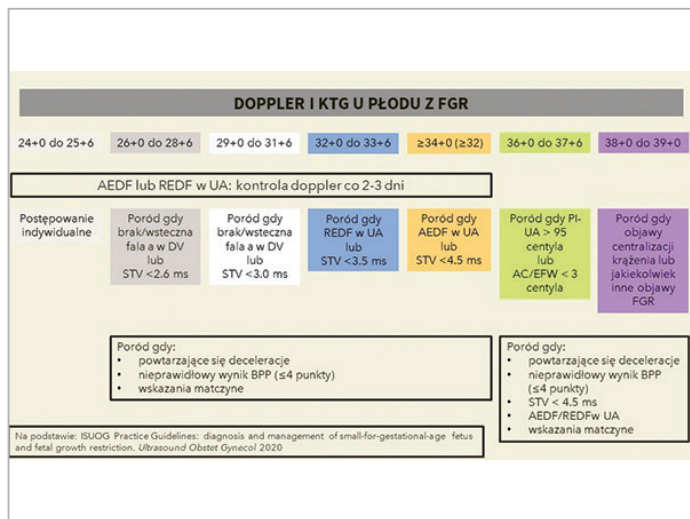 DOPPLER I KTG U PŁODU Z FGR
24+0 do 25+6
26+0 do 28+6
29+0 do 31+6
32+0 do 33+6
≥34+0 (≥32)
36+0 do 37+6
38+0 do 39+0
AEDF lub REDF w UA: kontrola doppler co 2-3 dni
Postępowanie
indywidualne
Poród gdy
brak/wsteczna
fala a w DV
lub
STV <2.6 ms
Poród gdy
brak/wsteczna
fala a w DV
lub
STV <3.0 ms
Poród gdy
REDF w UA
lub
STV <3.5 ms
Poród gdy
AEDF w UA
lub
STV <4.5 ms
Poród gdy PI-
UA > 95
centyla
lub
AC/EFW < 3
centyla
Poród gdy
objawy
centralizacji
krążenia lub
jakiekolwiek
inne objawy
FGR
Poród gdy:
• powtarzające się deceleracje
• nieprawidłowy wynik BPP (≤4 punkty)
• wskazania matczyne
Poród gdy:
• powtarzające się deceleracje
• nieprawidłowy wynik BPP
(≤4 punkty)
• STV < 4.5 ms
• AEDF/REDFw UA
• wskazania matczyne
Na podstawie: ISUOG Practice Guidelines: diagnosis and management of small-for-gestational-age fetus
and fetal growth restriction. Ultrasound Obstet Gynecol 2020